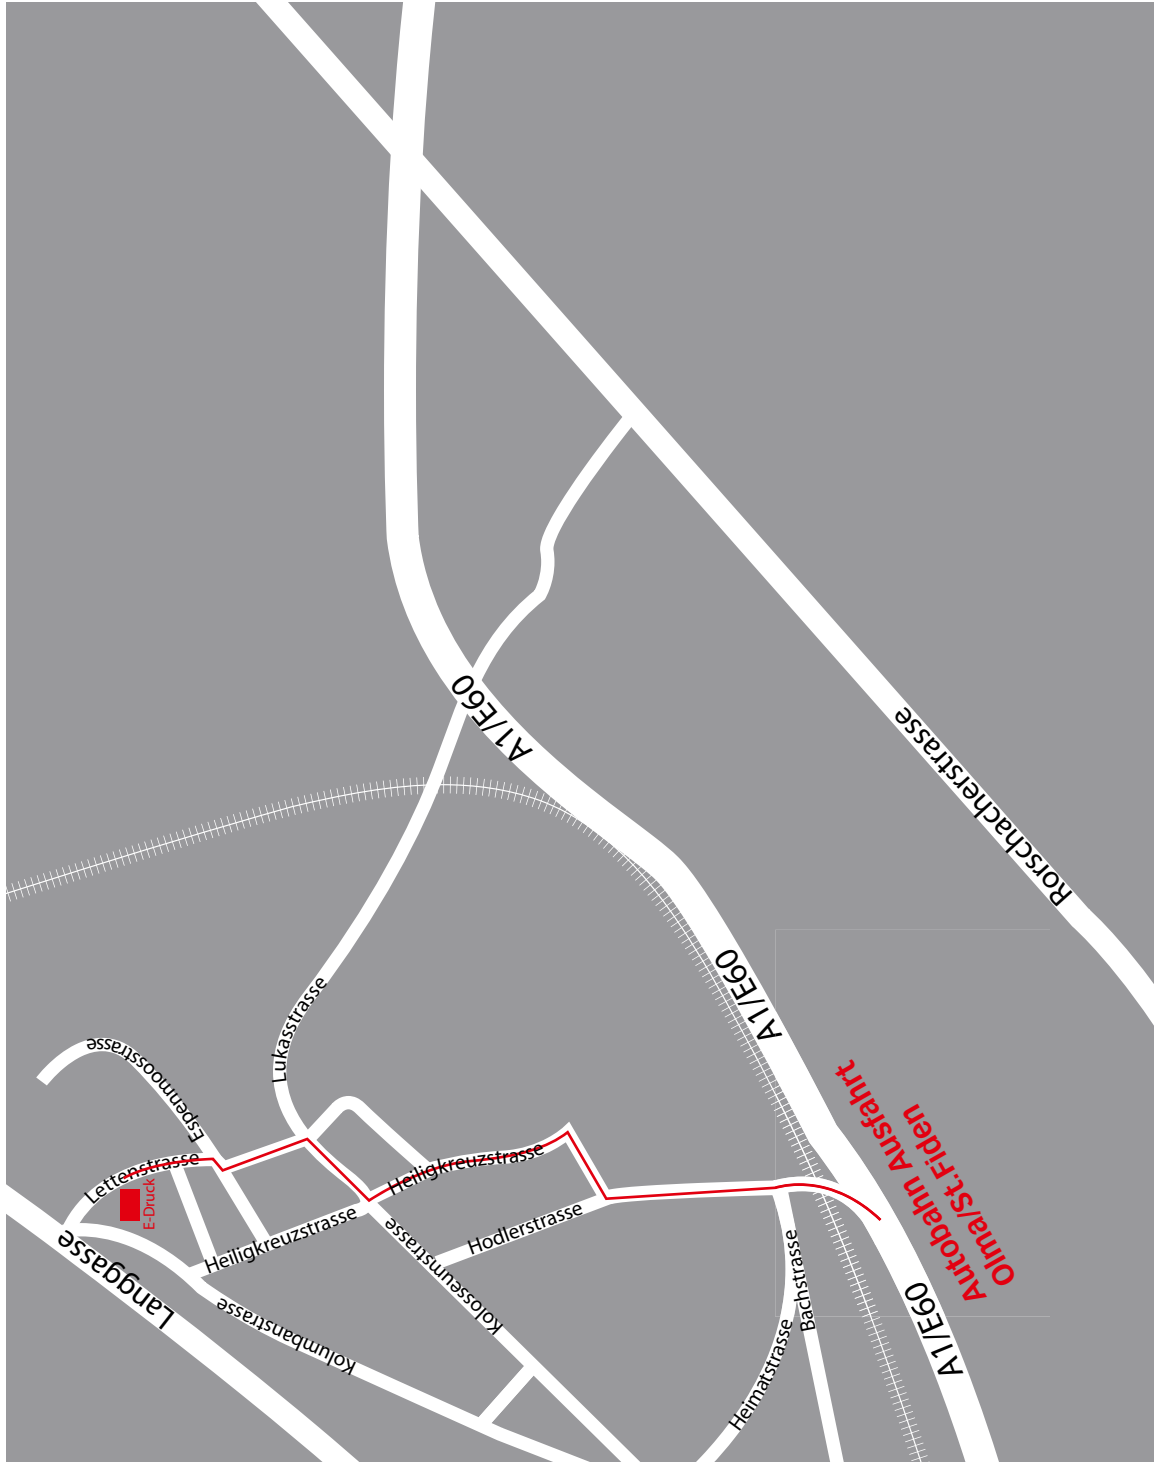 A1/E60
Rorschacherstrasse
A1/E60
Lukasstrasse
Espenmoosstrasse
Autobahn Ausfahrt
Olma/St.Fiden
Lettenstrasse
E-Druck
Heiligkreuzstrasse
Heiligkreuzstrasse
Hodlerstrasse
Kolosseumstrasse
Langgasse
Kolumbanstrasse
Bachstrasse
Heimatstrasse
A1/E60